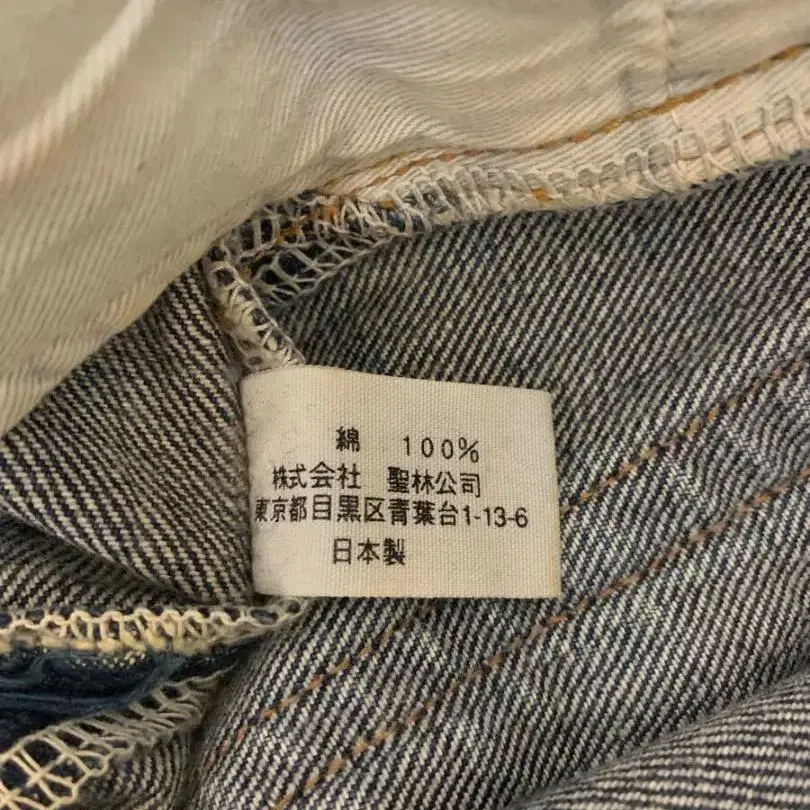 綿 100%
株式会社 聖林公司
東京都目黒区青葉台1-13-6
日本製